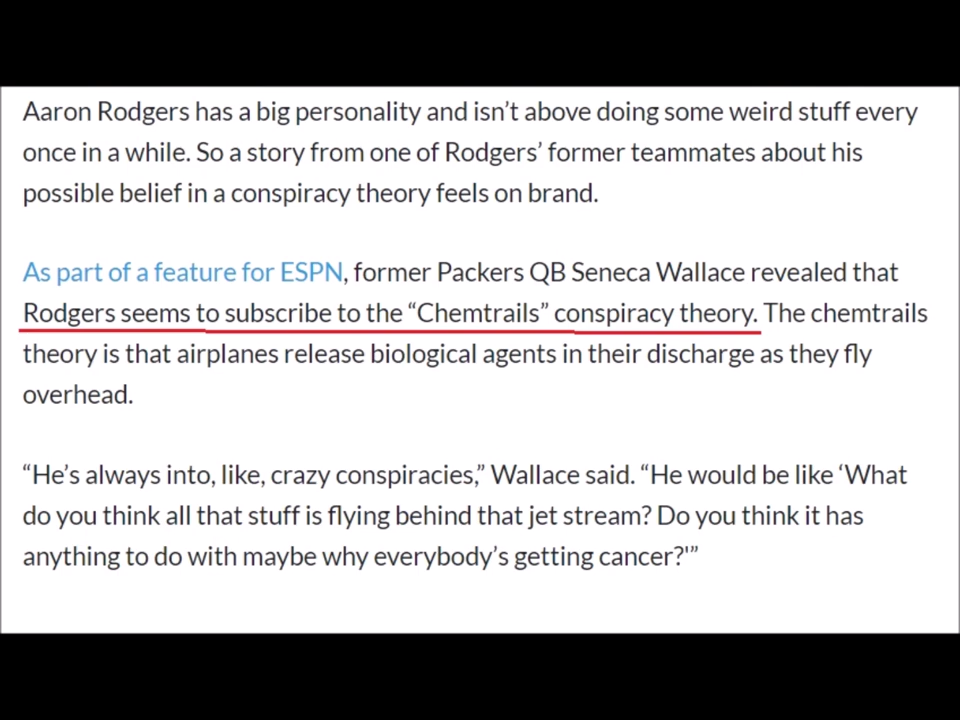 Aaron Rodgers has a big personality and isn’t above doing some weird stuff every
once in a while. So a story from one of Rodgers’ former teammates about his
possible belief in a conspiracy theory feels on brand.
As part of a feature for ESPN, former Packers QB Seneca Wallace revealed that
Rodgers seems to subscribe to the “Chemtrails” conspiracy theory. The chemtrails
theory is that airplanes release biological agents in their discharge as they fly
overhead.
“He’s always into, like, crazy conspiracies,” Wallace said. “He would be like ‘What
do you think all that stuff is flying behind that jet stream? Do you think it has
anything to do with maybe why everybody’s getting cancer?'”